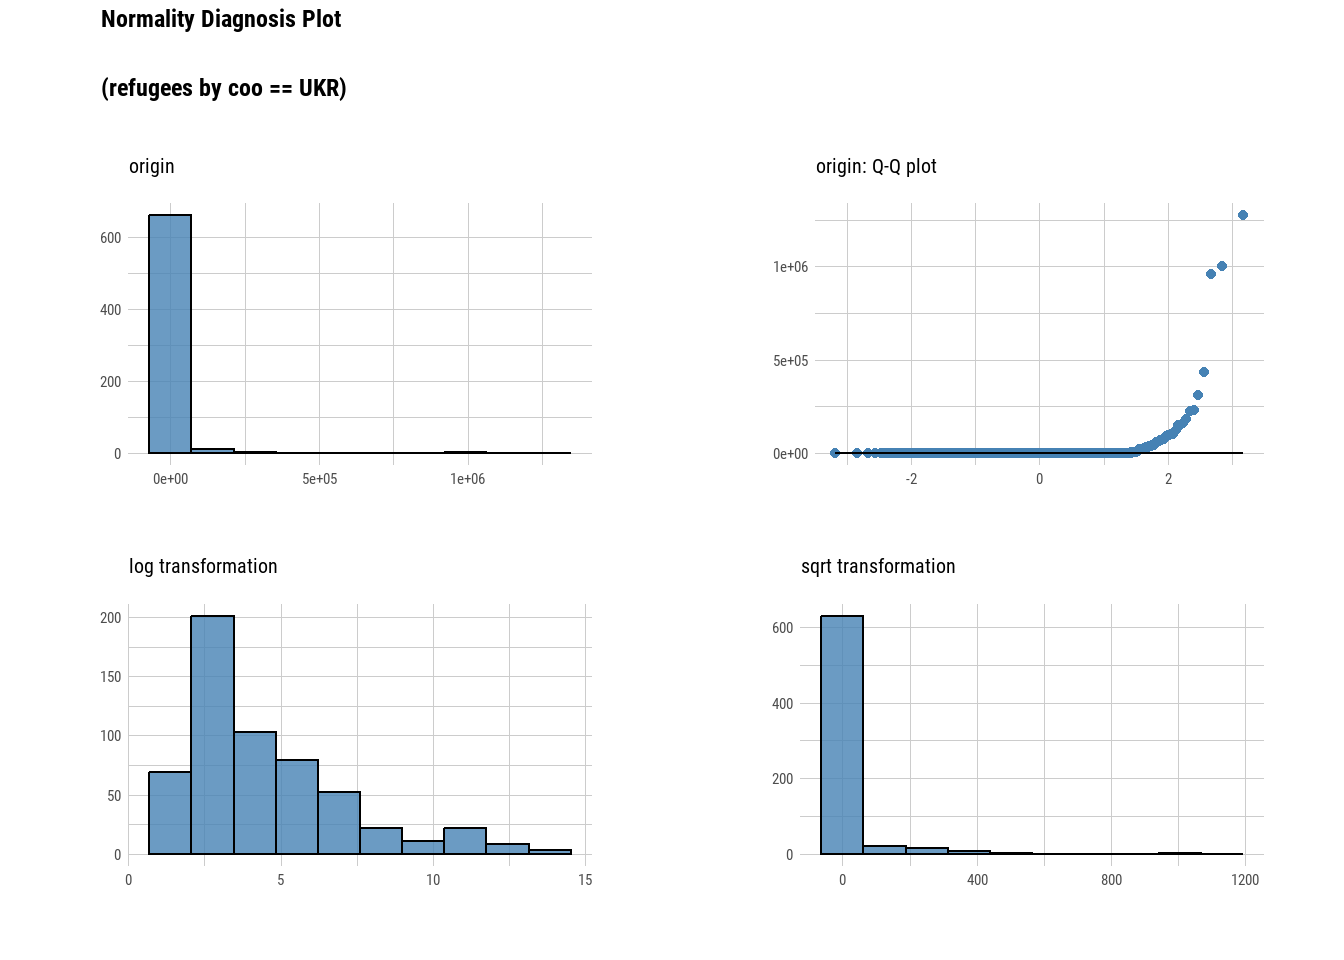 Normality Diagnosis Plot
(refugees by coo == UKR)
origin
600
400
200
0
0e+00 5e+05 1e+06
origin: Q-Q plot
1e+06
5e+05
0e+00
-2 0 2
log transformation
200
150
100
50
0
0 5 10 15
sqrt transformation
600
400
200
0
0 400 800 1200